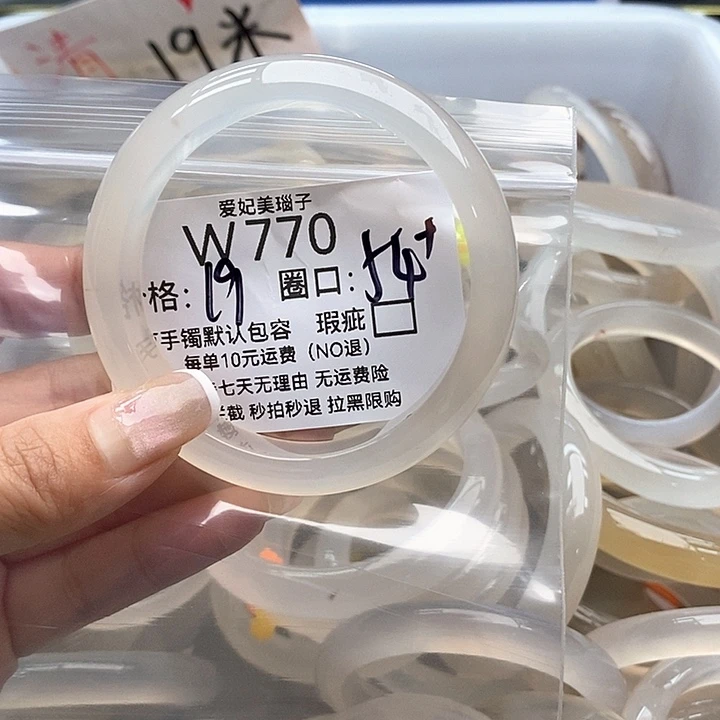 清 19米
爱妃美瑙子
W770
格: 19 圈口: 54+
手镯默认包容 瑕疵
每单10元运费 (NO退)
七天无理由 无运费险
截 秒拍秒退 拉黑限购